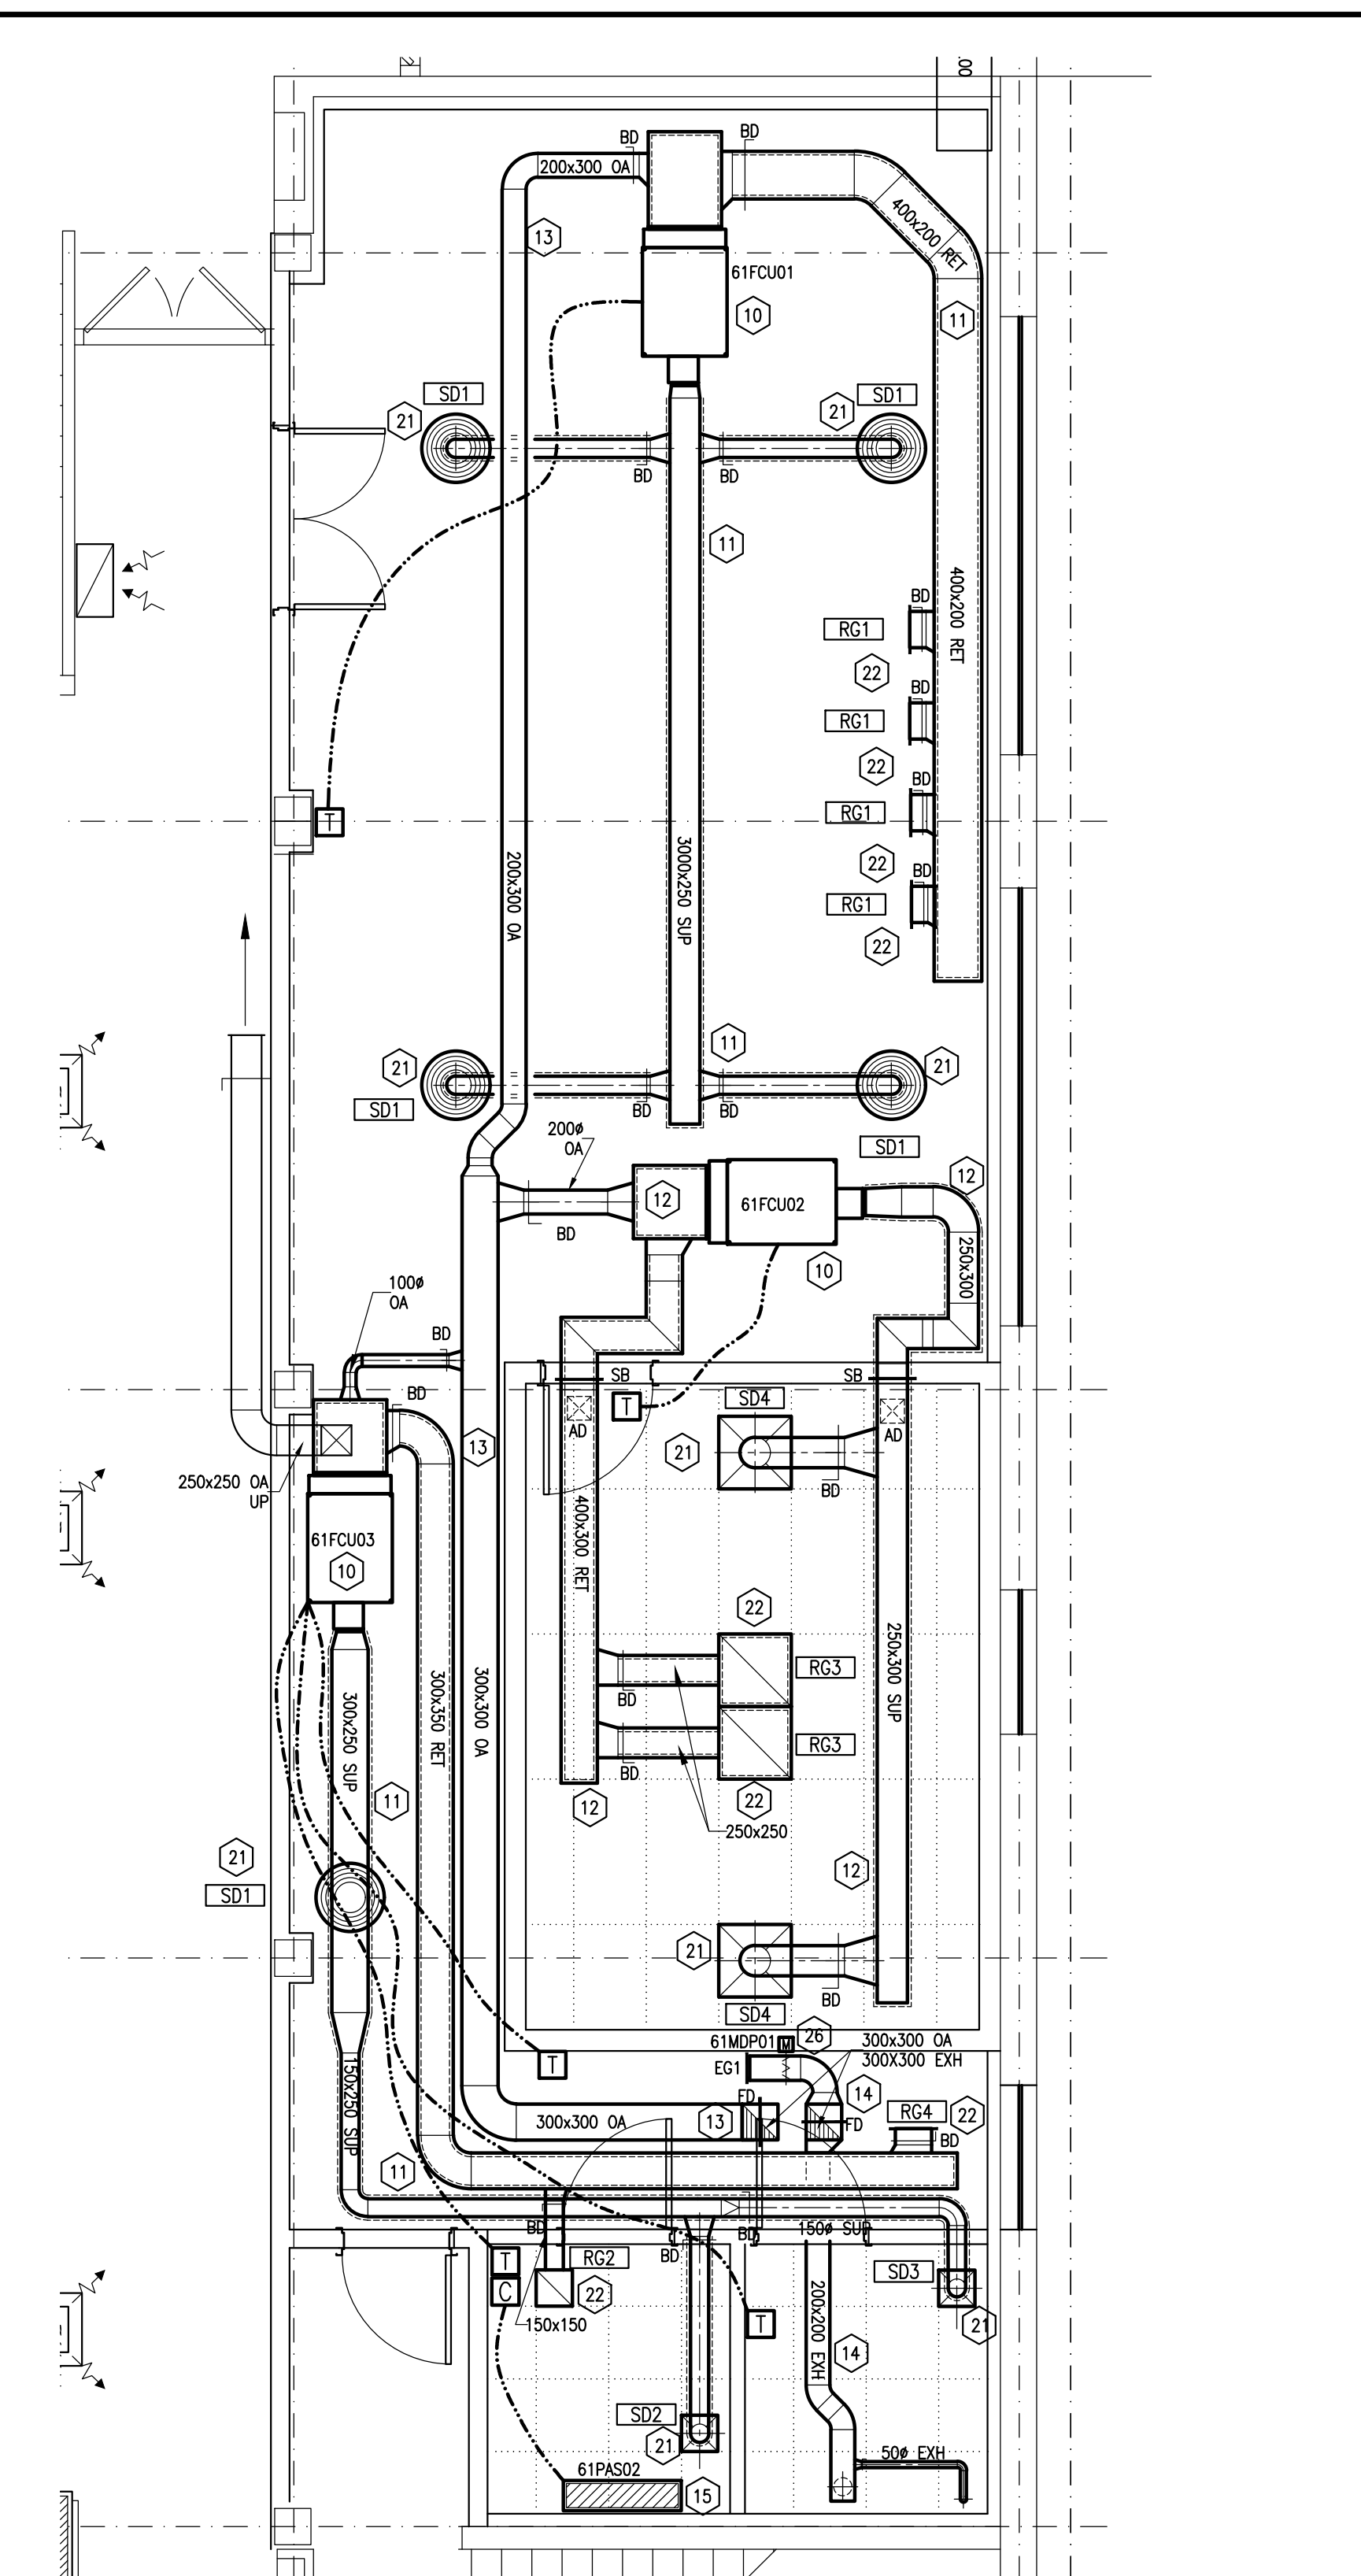 .00
BD
BD
200x300 OA
400x200 RET
13
61FCU01
10
11
SD1
SD1
21
21
BD
BD
11
400x200 RET
BD
RG1
22
BD
RG1
22
BD
RG1
T
22
BD
RG1
22
200x300 OA
3000x250 SUP
11
21
21
SD1
BD
BD
SD1
200ø
OA
12
12
61FCU02
BD
10
250x300
100ø
OA
BD
SB
SB
BD
T
SD4
AD
AD
13
21
250x250 OA
UP
BD
400x300 RET
61FCU03
10
22
300x250 SUP
300x350 RET
300x300 OA
250x300 SUP
RG3
BD
RG3
BD
11
12
22
250x250
21
SD1
12
21
BD
SD4
61MDP01
M
26
300x300 OA
300X300 EXH
T
EG1
FD
14
150x250 SUP
300x300 OA
13
FD
RG4
22
BD
11
BD
BD
150ø SUP
T
RG2
BD
SD3
C
22
150x150
T
21
200x200 EXH
14
SD2
21
50ø EXH
61PAS02
15